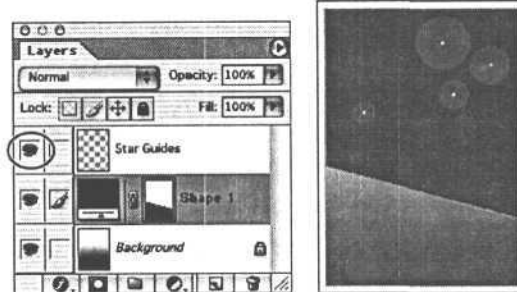 Layers
Normal Opacity: 100%
Lock: Fill: 100%
Star Guides
Shape 1
Background